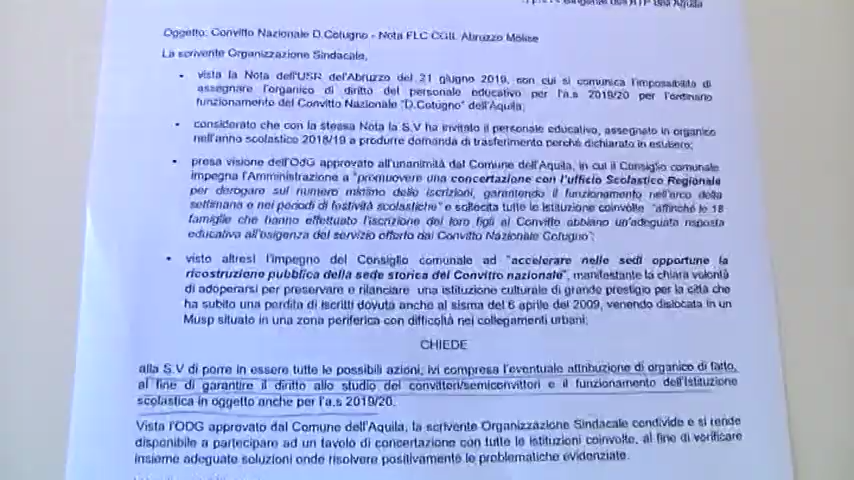 dell'ATP dell'Aquila
Oggetto: Convitto Nazionale D.Cotugno - Nota FLC CGIL Abruzzo Molise
La scrivente Organizzazione Sindacale,
• vista la Nota dell'USR dell'Abruzzo del 21 giugno 2019, con cui si comunica l'impossibilità di
assegnare l'organico di diritto del personale educativo per l'a.s 2019/20 per l'ordinario
funzionamento del Convitto Nazionale "D.Cotugno" dell'Aquila;
• considerato che con la stessa Nota la S.V ha invitato il personale educativo, assegnato in organico
nell'anno scolastico 2018/19 a produrre domanda di trasferimento perché dichiarato in esubero;
• presa visione dell'OdG approvato all'unanimità dal Comune dell'Aquila, in cui il Consiglio comunale
impegna l'Amministrazione a "promuovere una concertazione con l'ufficio Scolastico Regionale
per derogare sul numero minimo delle iscrizioni, garantendo il funzionamento nell'arco della
settimana e nei periodi di festività scolastiche" e sollecita tutte le istituzione coinvolte "affinché le 18
famiglie che hanno effettuato l'iscrizione dei loro figli al Convitto abbiano un'adeguata risposta
educativa all'esigenza del servizio offerto dal Convitto Nazionale Cotugno";
• visto altresì l'impegno del Consiglio comunale ad "accelerare nelle sedi opportune la
ricostruzione pubblica della sede storica del Convitto nazionale", manifestante la chiara volontà
di adoperarsi per preservare e rilanciare una istituzione culturale di grande prestigio per la città che
ha subito una perdita di iscritti dovuta anche al sisma del 6 aprile del 2009, venendo dislocata in un
Musp situato in una zona periferica con difficoltà nei collegamenti urbani;
CHIEDE
alla S.V di porre in essere tutte le possibili azioni, ivi compresa l'eventuale attribuzione di organico di fatto,
al fine di garantire il diritto allo studio dei convittori/semiconvittori e il funzionamento dell'Istituzione
scolastica in oggetto anche per l'a.s 2019/20.
Vista l'ODG approvato dal Comune dell'Aquila, la scrivente Organizzazione Sindacale condivide e si rende
disponibile a partecipare ad un tavolo di concertazione con tutte le istituzioni coinvolte, al fine di verificare
insieme adeguate soluzioni onde risolvere positivamente le problematiche evidenziate.